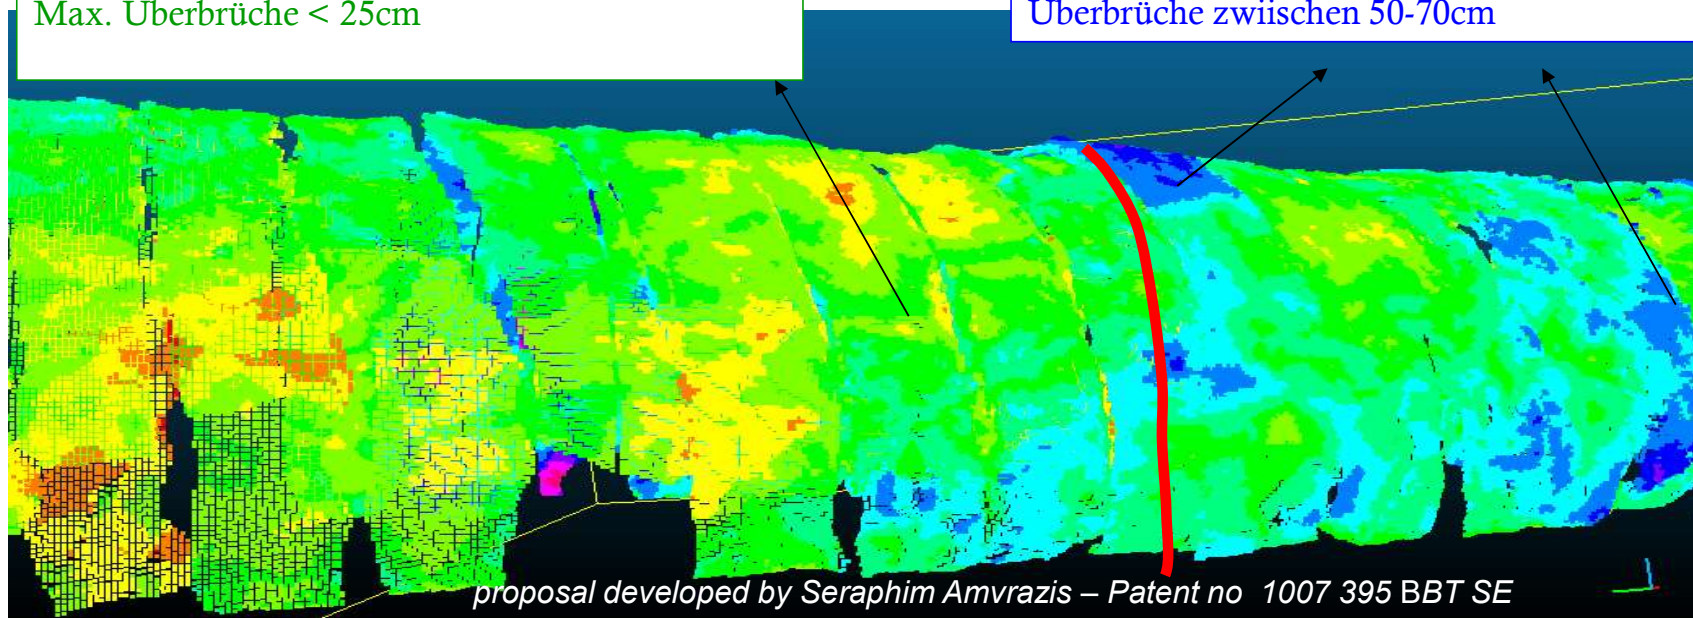 Max. Überbrüche < 25cm
Überbrüche zwiischen 50-70cm
proposal developed by Seraphim Amvrazis – Patent no 1007 395 BBT SE